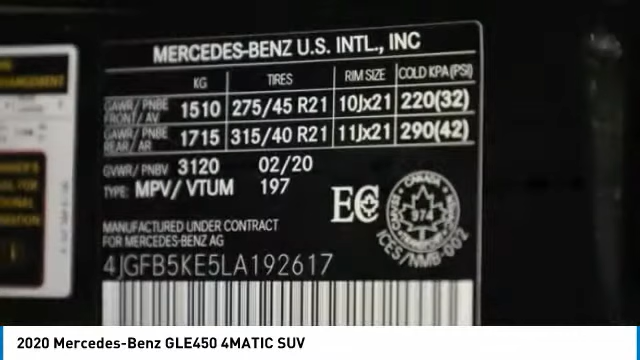 MERCEDES-BENZ U.S. INTL., INC
KG TIRES RIM SIZE COLD KPA(PSI)
GAWR/PNBE FRONT/AV 1510 275/45 R21 10Jx21 220(32)
GAWR/PNBE REAR/AR 1715 315/40 R21 11Jx21 290(42)
GVWR/PNBV 3120 02/20
TYPE: MPV/VTUM 197
MANUFACTURED UNDER CONTRACT
FOR MERCEDES-BENZ AG
EC
CANADA
974
ICES/NMB-002
4JGFB5KE5LA192617
2020 Mercedes-Benz GLE450 4MATIC SUV